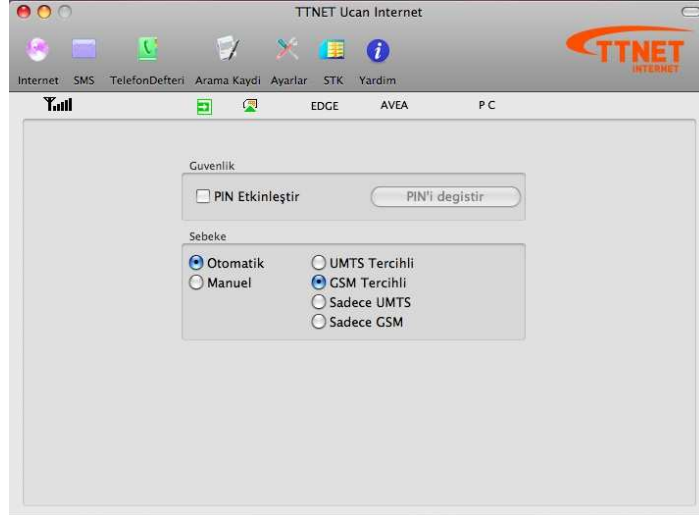 TTNET Ucan Internet
TTNET
INTERNET
Internet SMS TelefonDefteri Arama Kaydi Ayarlar STK Yardim
EDGE AVEA P C
Guvenlik
PIN Etkinleştir PIN'i degistir
Sebeke
Otomatik UMTS Tercihli
Manuel GSM Tercihli
Sadece UMTS
Sadece GSM